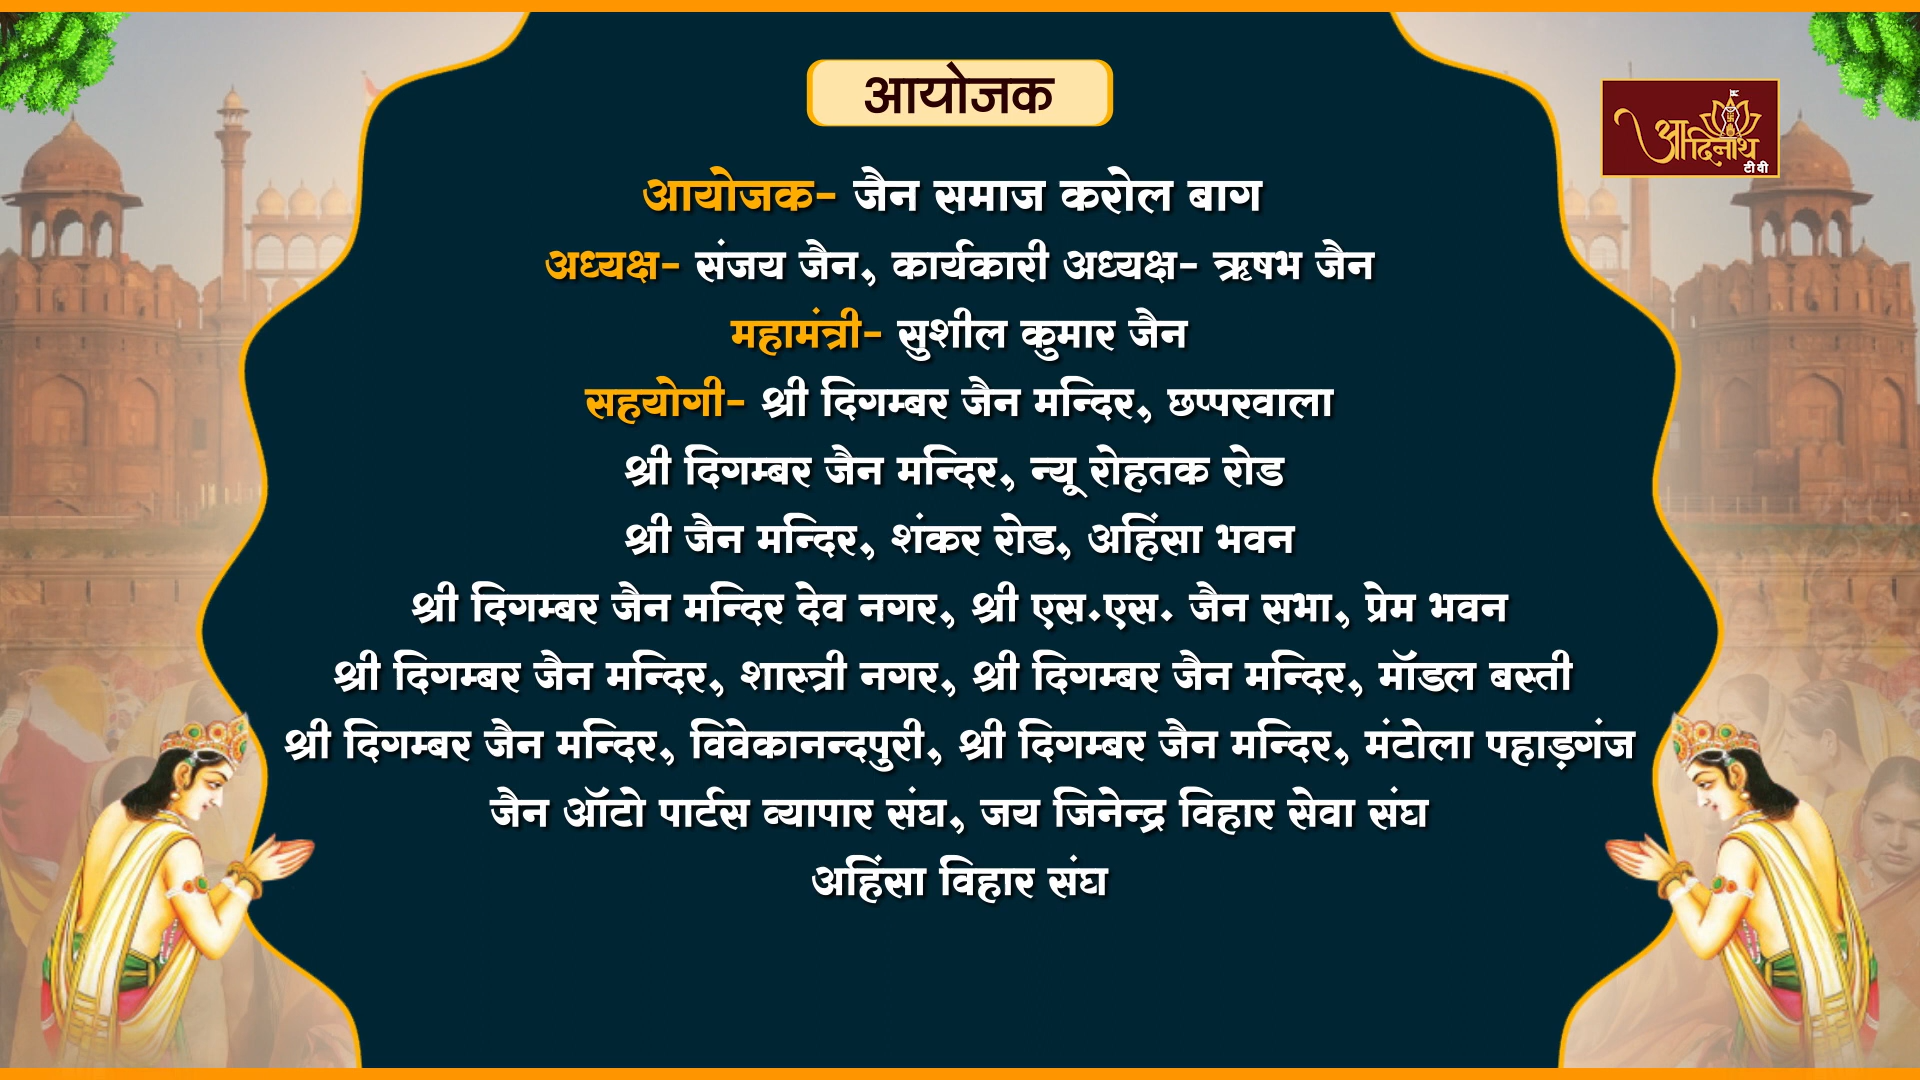 आयोजक
आदिनाथ
टी वी
आयोजक- जैन समाज करोल बाग
अध्यक्ष- संजय जैन, कार्यकारी अध्यक्ष- ऋषभ जैन
महामंत्री- सुशील कुमार जैन
सहयोगी- श्री दिगम्बर जैन मन्दिर, छप्परवाला
श्री दिगम्बर जैन मन्दिर, न्यू रोहतक रोड
श्री जैन मन्दिर, शंकर रोड, अहिंसा भवन
श्री दिगम्बर जैन मन्दिर देव नगर, श्री एस.एस. जैन सभा, प्रेम भवन
श्री दिगम्बर जैन मन्दिर, शास्त्री नगर, श्री दिगम्बर जैन मन्दिर, मॉडल बस्ती
श्री दिगम्बर जैन मन्दिर, विवेकानन्दपुरी, श्री दिगम्बर जैन मन्दिर, मंटोला पहाड़गंज
जैन ऑटो पार्टस व्यापार संघ, जय जिनेन्द्र विहार सेवा संघ
अहिंसा विहार संघ